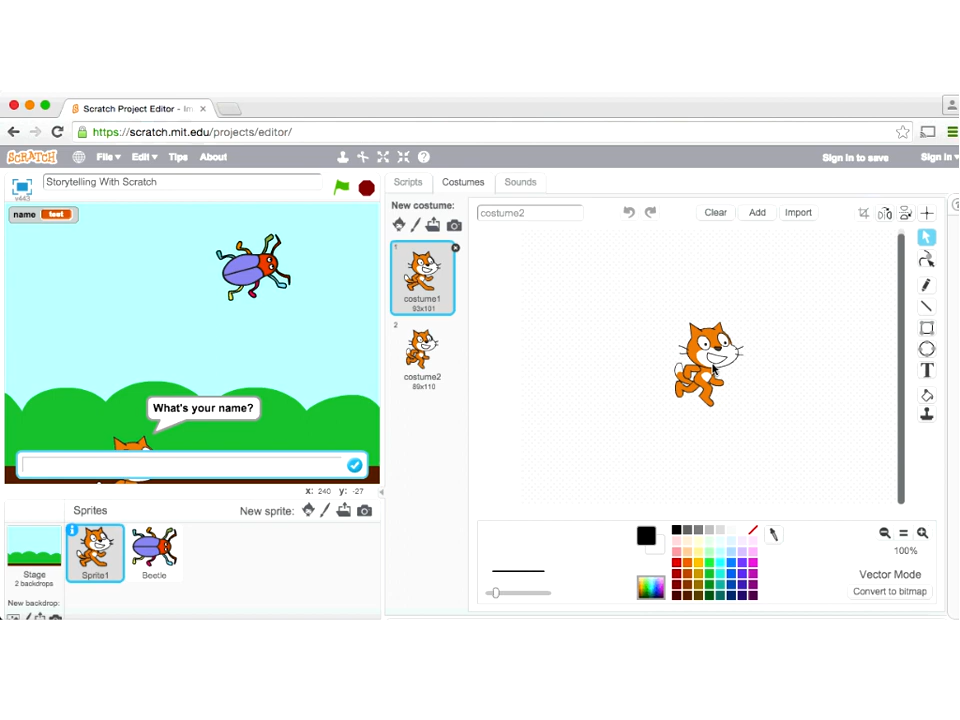 Scratch Project Editor - Im
https://scratch.mit.edu/projects/editor/
SCRATCH File Edit Tips About Sign in to save Sign in
v443
Storytelling With Scratch
Scripts Costumes Sounds
New costume:
costume2
Clear Add Import
name
1
costume1
93x101
2
costume2
89x110
T
What's your name?
x: 240 y: -27
Sprites New sprite:
Stage
2 backdrops
Sprite1
Beetle
New backdrop:
100%
Vector Mode
Convert to bitmap